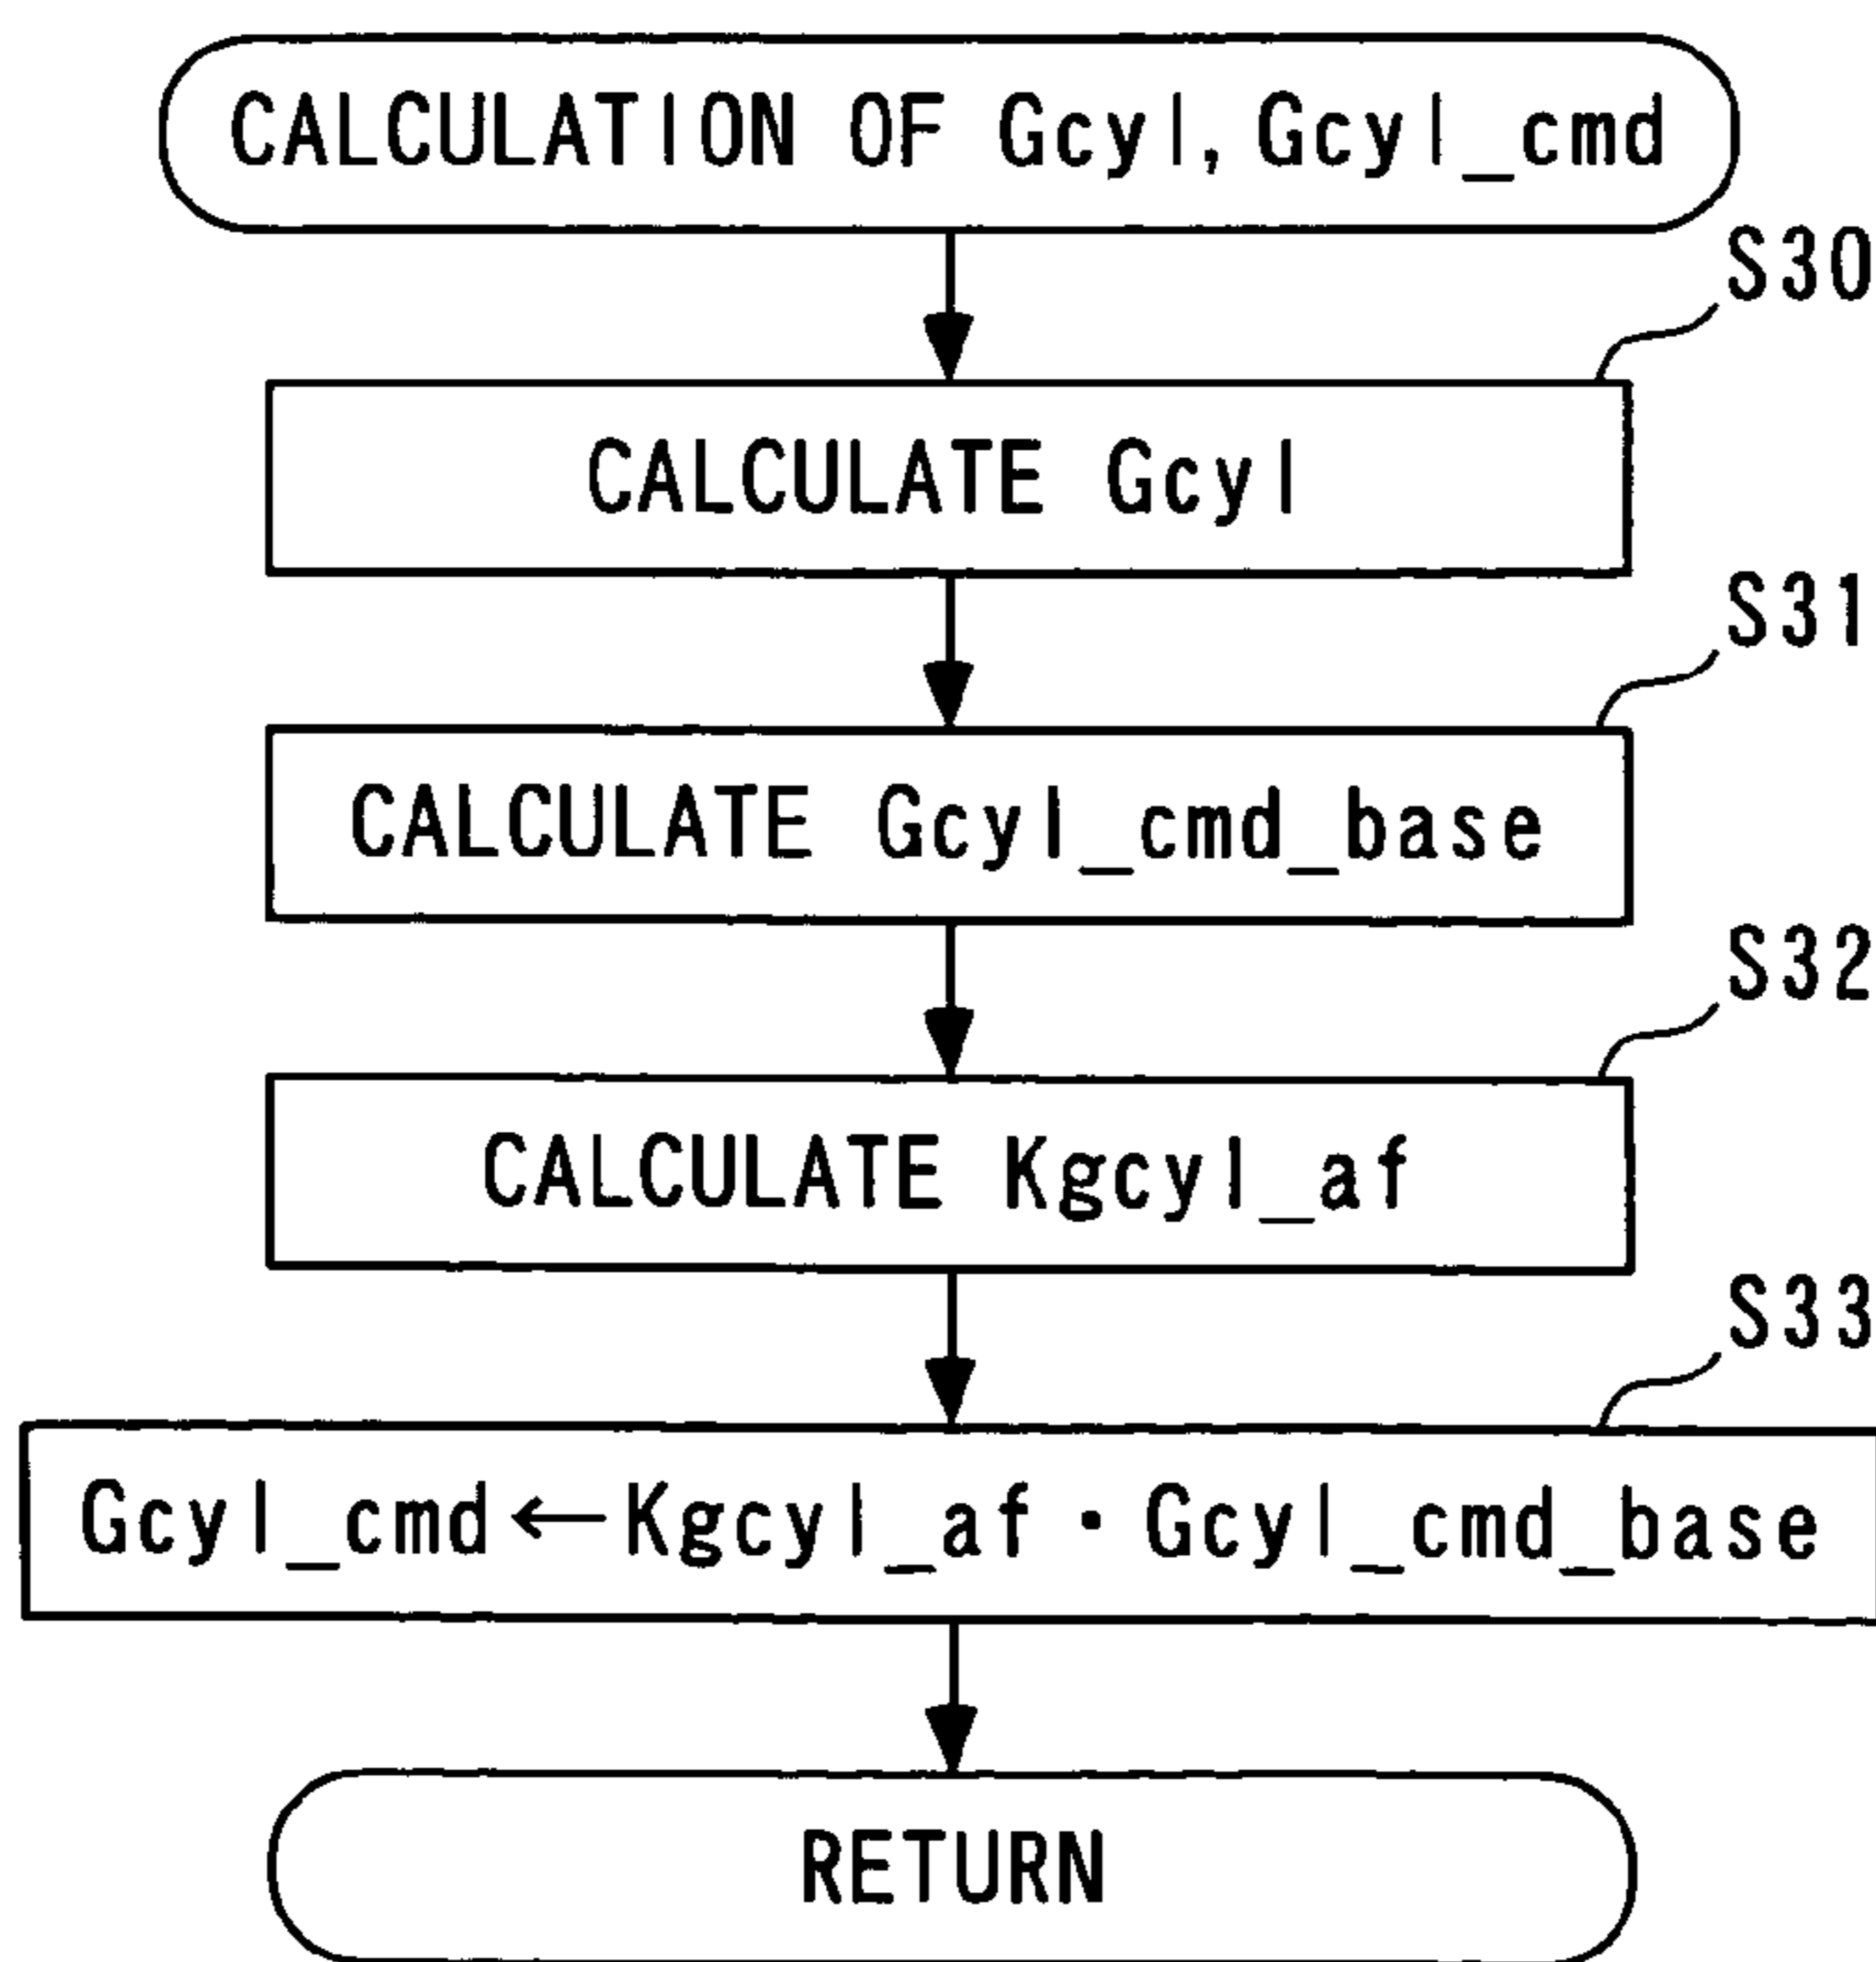 CALCULATION OF Gcyl, Gcyl_cmd
S30
CALCULATE Gcyl
S31
CALCULATE Gcyl_cmd_base
S32
CALCULATE Kgcyl_af
S33
Gcyl_cmd←Kgcyl_af・Gcyl_cmd_base
RETURN